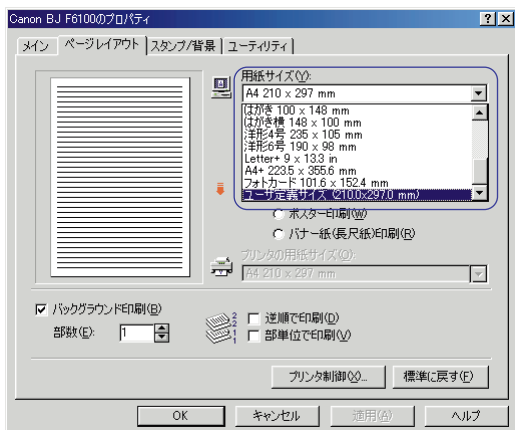 Canon BJ F6100のプロパティ
メイン ページレイアウト スタンプ/背景 ユーティリティ
用紙サイズ(Y):
A4 210 x 297 mm
はがき 100 x 148 mm
はがき横 148 x 100 mm
洋形4号 235 x 105 mm
洋形6号 190 x 98 mm
Letter+ 9 x 13.3 in
A4+ 223.5 x 355.6 mm
フォトカード 101.6 x 152.4 mm
ユーザ定義サイズ (210.0x297.0 mm)
ポスター印刷(W)
バナー紙(長尺紙)印刷(R)
プリンタの用紙サイズ(O):
A4 210 x 297 mm
バックグラウンド印刷(B)
部数(E): 1
逆順で印刷(D)
部単位で印刷(V)
プリンタ制御(X)... 標準に戻す(F)
OK キャンセル 適用(A) ヘルプ